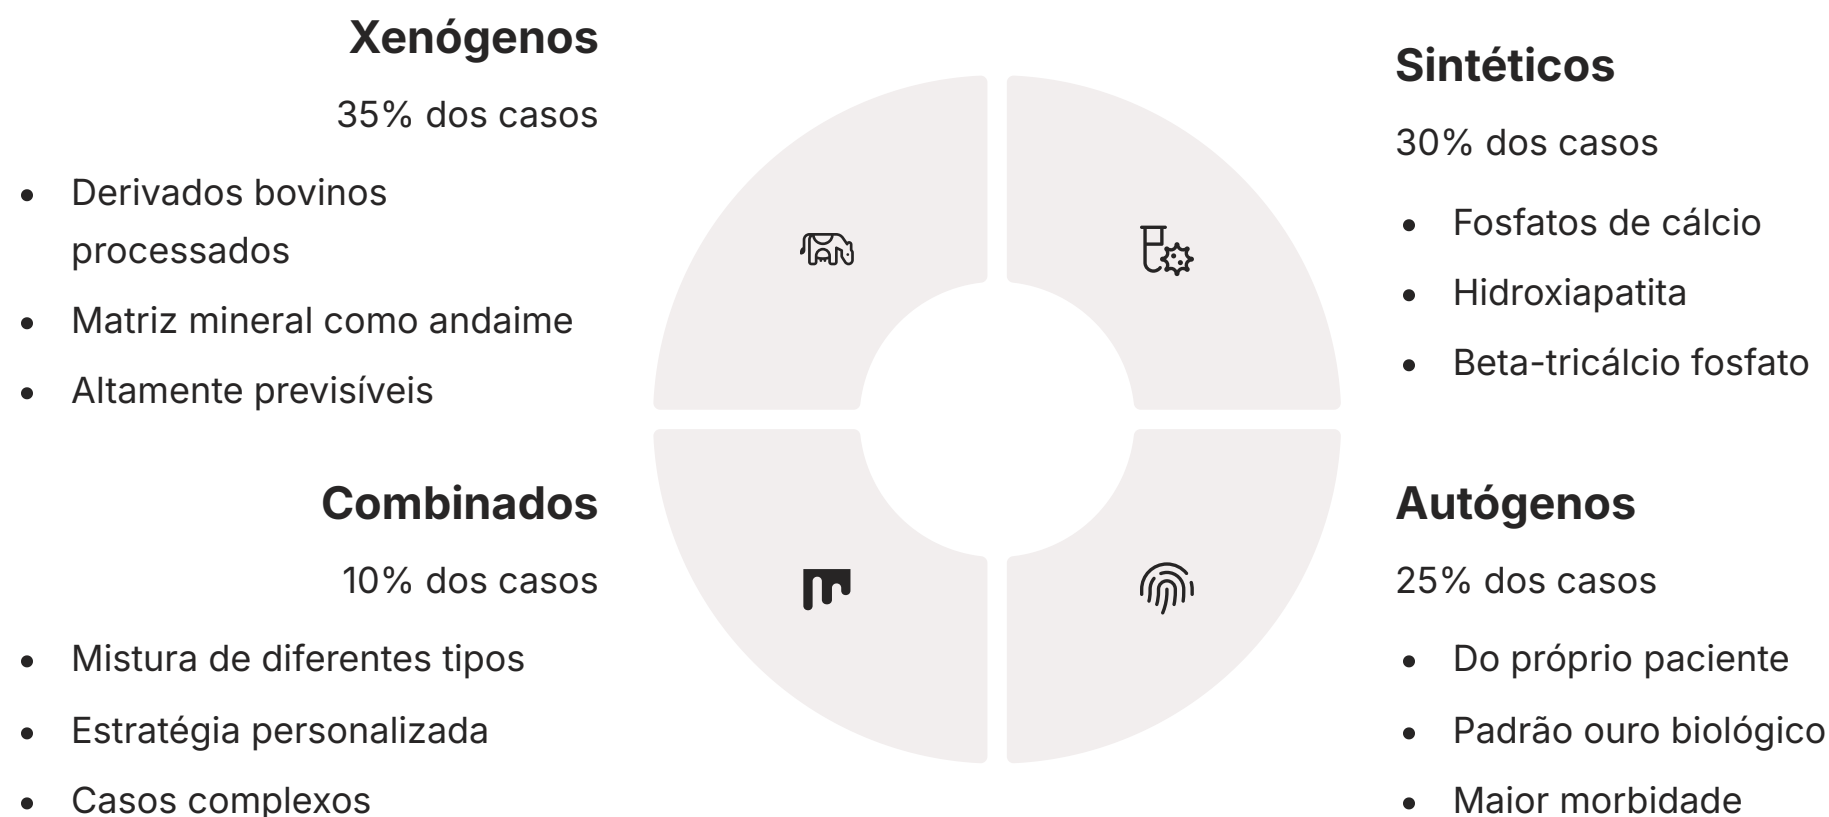 Xenógenos
35% dos casos
• Derivados bovinos
processados
• Matriz mineral como andaime
• Altamente previsíveis
Sintéticos
30% dos casos
• Fosfatos de cálcio
• Hidroxiapatita
• Beta-tricálcio fosfato
Combinados
10% dos casos
• Mistura de diferentes tipos
• Estratégia personalizada
• Casos complexos
Autógenos
25% dos casos
• Do próprio paciente
• Padrão ouro biológico
• Maior morbidade